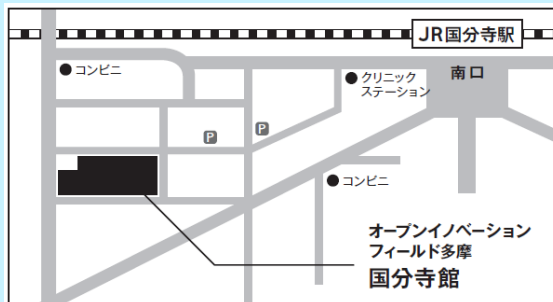 JR国分寺駅
コンビニ
クリニック
ステーション
南口
P
P
コンビニ
オープンイノベーション
フィールド多摩
国分寺館